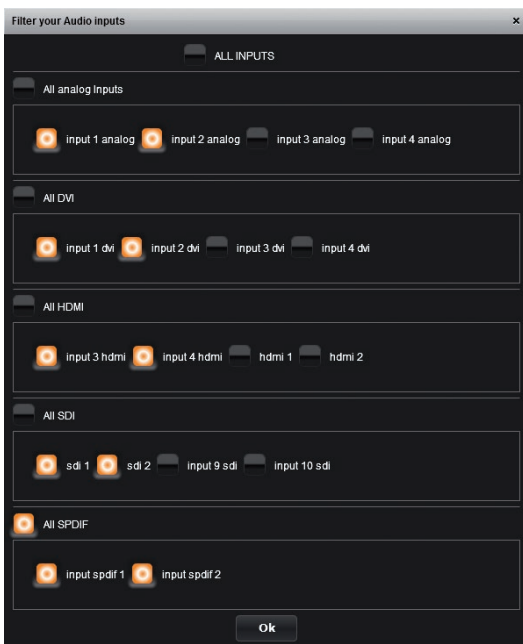 Filter your Audio inputs ×
ALL INPUTS
All analog Inputs
input 1 analog input 2 analog input 3 analog input 4 analog
All DVI
input 1 dvi input 2 dvi input 3 dvi input 4 dvi
All HDMI
input 3 hdmi input 4 hdmi hdmi 1 hdmi 2
All SDI
sdi 1 sdi 2 input 9 sdi input 10 sdi
All SPDIF
input spdif 1 input spdif 2
Ok